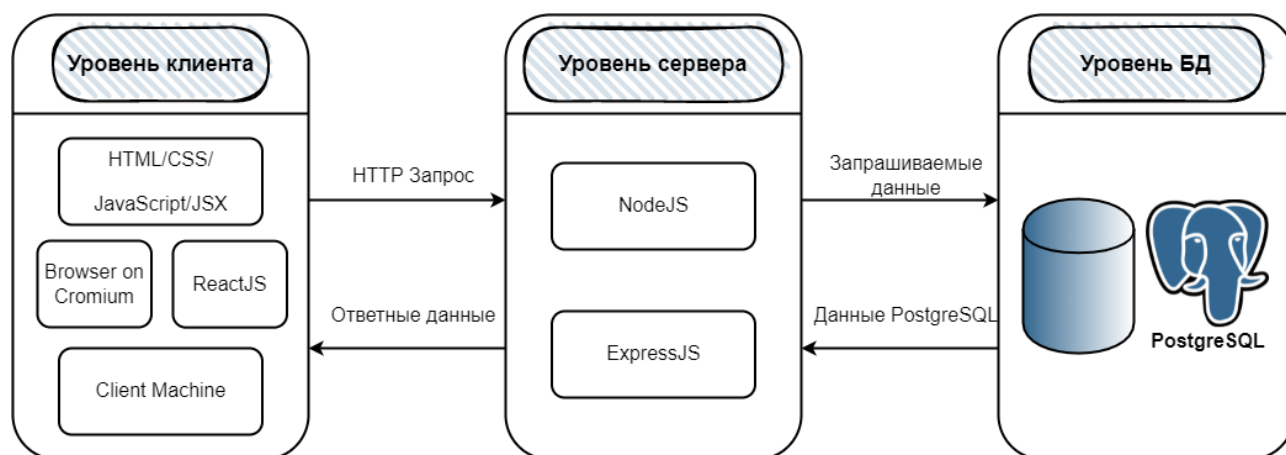 Уровень клиента
HTML/CSS/
JavaScript/JSX
Browser on
Cromium
ReactJS
Client Machine
HTTP Запрос
Ответные данные
Уровень сервера
NodeJS
ExpressJS
Запрашиваемые
данные
Данные PostgreSQL
Уровень БД
PostgreSQL